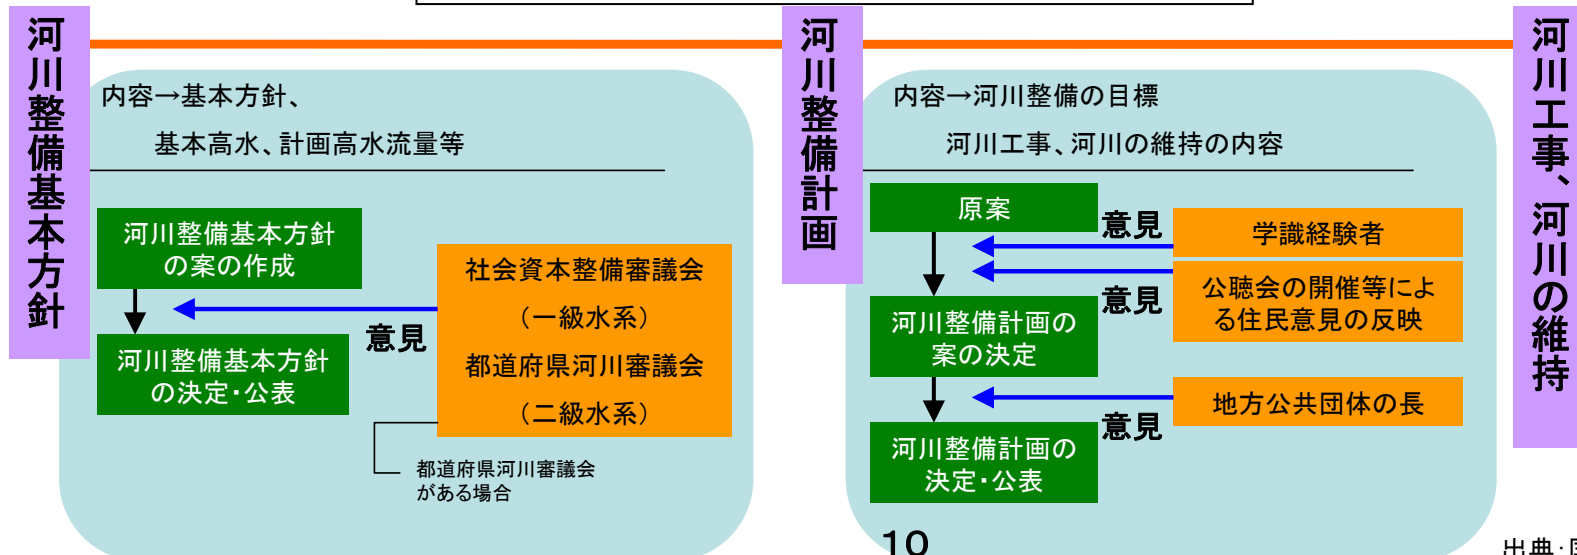 河川整備基本方針
内容→基本方針、
基本高水、計画高水流量等
河川整備基本方針
の案の作成
河川整備基本方針
の決定・公表
意見
社会資本整備審議会
（一級水系）
都道府県河川審議会
（二級水系）
都道府県河川審議会
がある場合
河川整備計画
内容→河川整備の目標
河川工事、河川の維持の内容
原案
意見
学識経験者
意見
公聴会の開催等によ
る住民意見の反映
河川整備計画の
案の決定
地方公共団体の長
意見
河川整備計画の
決定・公表
河川工事、河川の維持
10
出典:国